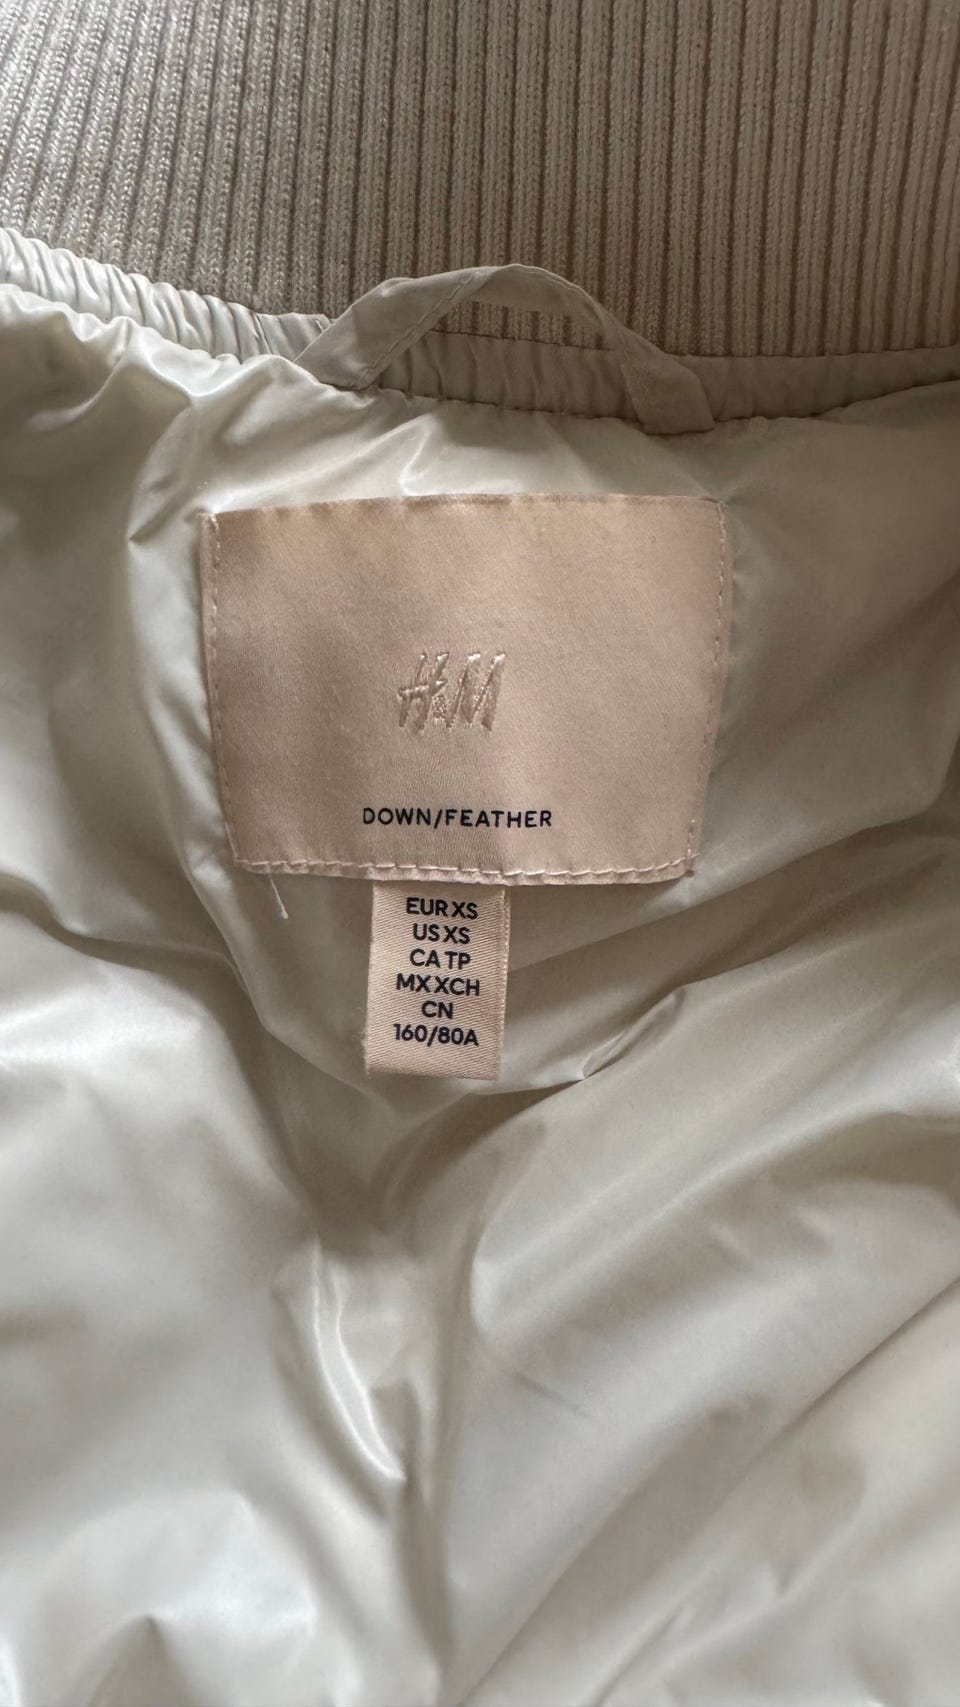 H&M
DOWN/FEATHER
EUR XS
US XS
CA TP
MX XCH
CN
160/80A